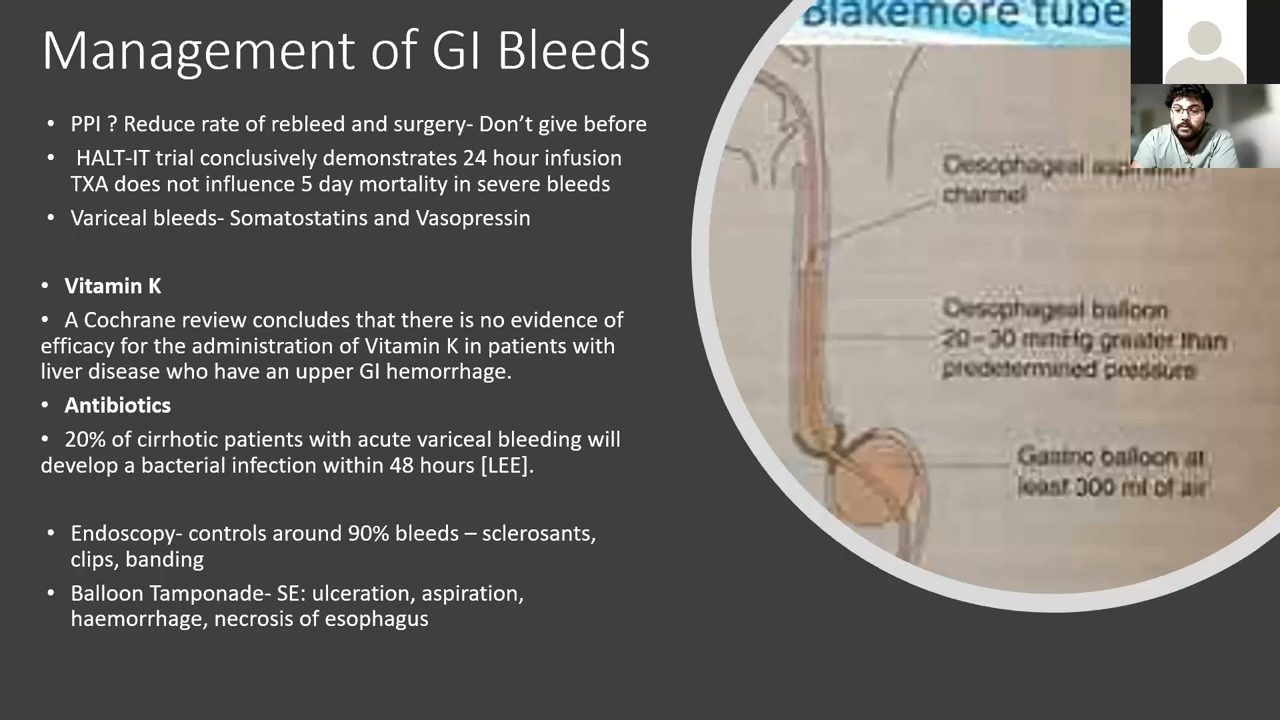 Management of GI Bleeds
• PPI ? Reduce rate of rebleed and surgery- Don't give before
• HALT-IT trial conclusively demonstrates 24 hour infusion
TXA does not influence 5 day mortality in severe bleeds
• Variceal bleeds- Somatostatins and Vasopressin
• Vitamin K
• A Cochrane review concludes that there is no evidence of
efficacy for the administration of Vitamin K in patients with
liver disease who have an upper GI hemorrhage.
• Antibiotics
• 20% of cirrhotic patients with acute variceal bleeding will
develop a bacterial infection within 48 hours [LEE].
• Endoscopy- controls around 90% bleeds – sclerosants,
clips, banding
• Balloon Tamponade- SE: ulceration, aspiration,
haemorrhage, necrosis of esophagus
Blakemore tube
Oesophageal aspiration
channel
Oesophageal balloon
20–30 mmHg greater than
predetermined pressure
Gastric balloon at
least 300 ml of air